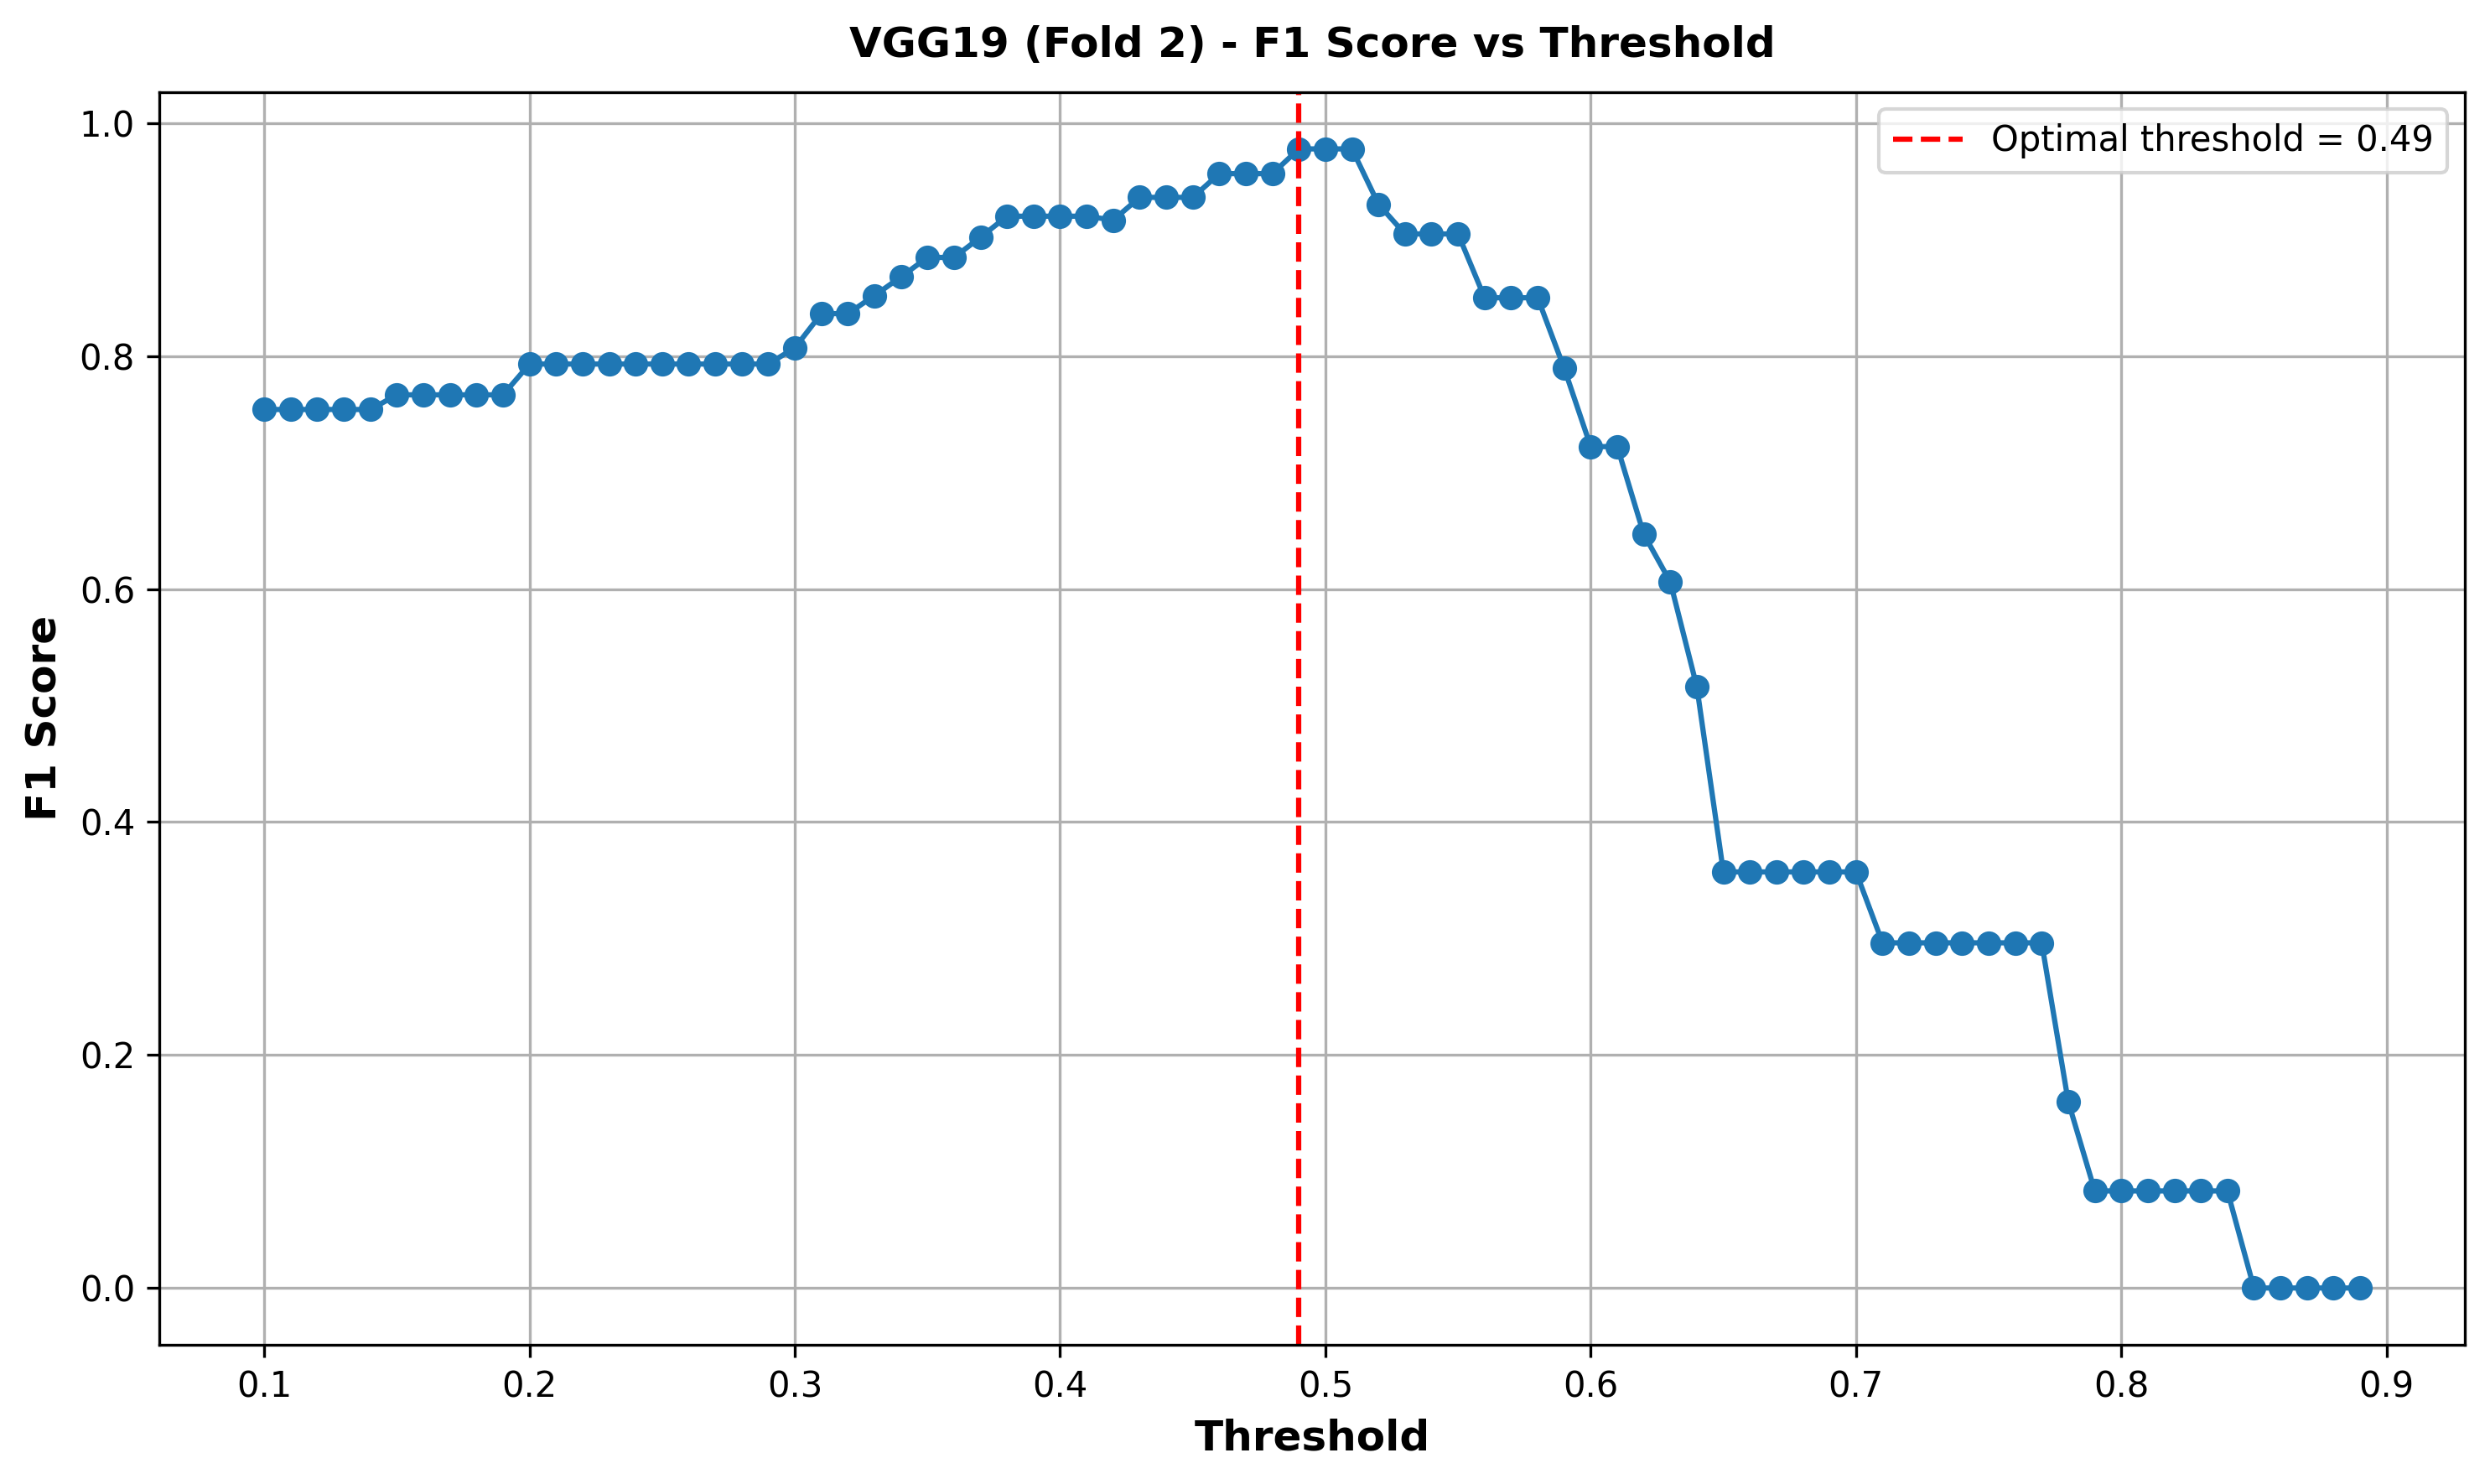 VGG19 (Fold 2) - F1 Score vs Threshold
Optimal threshold = 0.49
F1 Score
1.0
0.8
0.6
0.4
0.2
0.0
0.1 0.2 0.3 0.4 0.5 0.6 0.7 0.8 0.9
Threshold